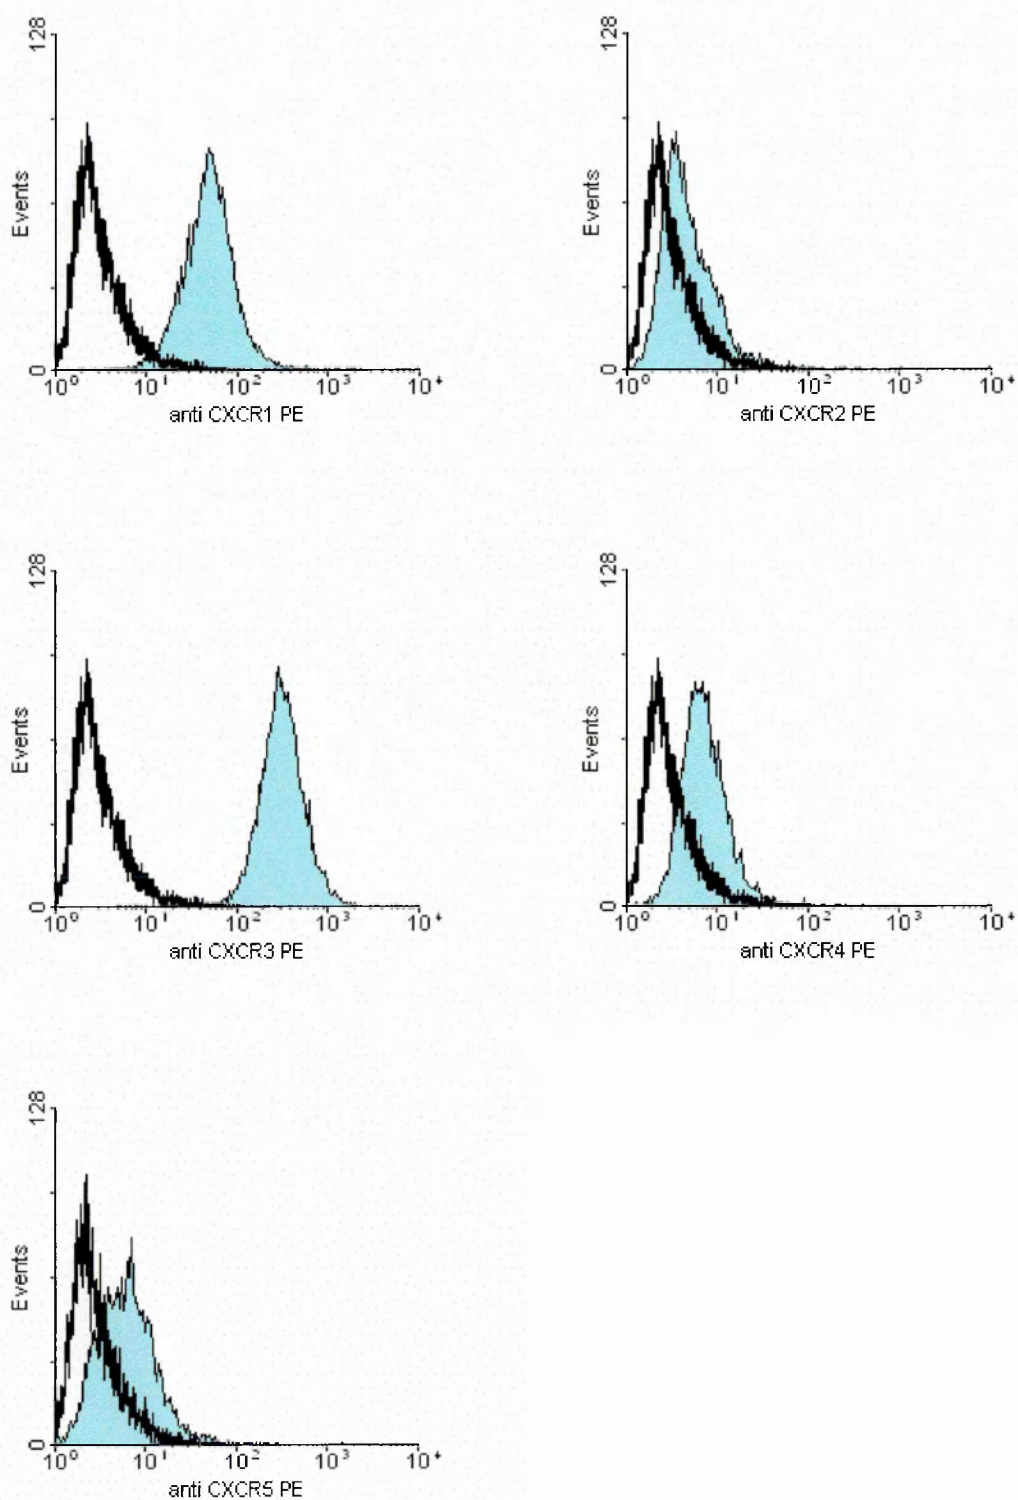 128
Events
0
10⁰ 10¹ 10² 10³ 10⁴
anti CXCR1 PE
128
Events
0
10⁰ 10¹ 10² 10³ 10⁴
anti CXCR2 PE
128
Events
0
10⁰ 10¹ 10² 10³ 10⁴
anti CXCR3 PE
128
Events
0
10⁰ 10¹ 10² 10³ 10⁴
anti CXCR4 PE
128
Events
0
10⁰ 10¹ 10² 10³ 10⁴
anti CXCR5 PE